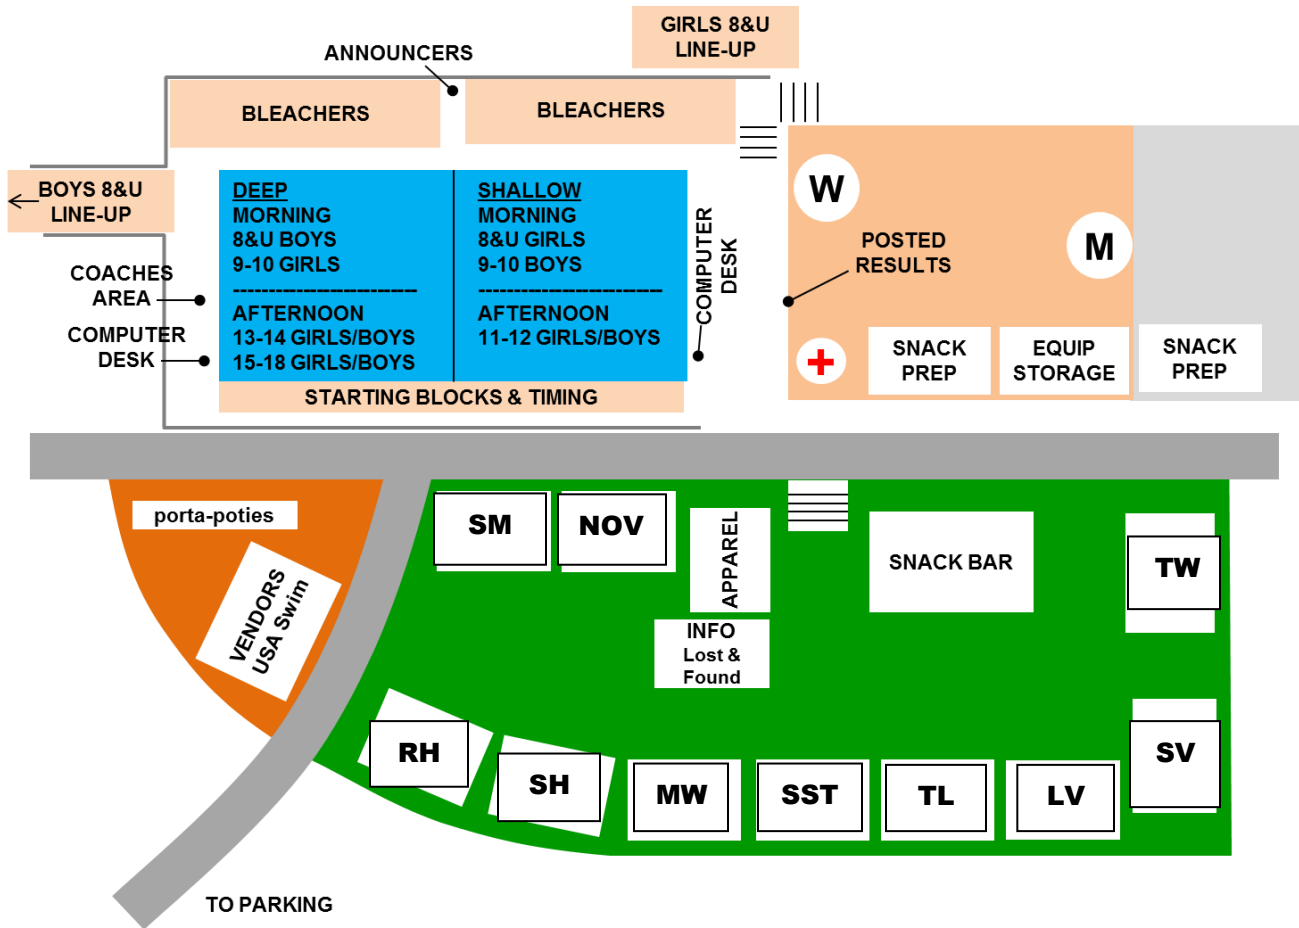 GIRLS 8&U
LINE-UP
ANNOUNCERS
BLEACHERS
BLEACHERS
BOYS 8&U
LINE-UP
DEEP
MORNING
8&U BOYS
9-10 GIRLS
--------------------------
AFTERNOON
13-14 GIRLS/BOYS
15-18 GIRLS/BOYS
SHALLOW
MORNING
8&U GIRLS
9-10 BOYS
--------------------------
AFTERNOON
11-12 GIRLS/BOYS
COACHES
AREA
COMPUTER
DESK
COMPUTER
DESK
STARTING BLOCKS & TIMING
W
M
POSTED
RESULTS
SNACK
PREP
EQUIP
STORAGE
SNACK
PREP
porta-poties
VENDORS
USA Swim
SM
NOV
APPAREL
SNACK BAR
TW
INFO
Lost &
Found
RH
SH
MW
SST
TL
LV
SV
TO PARKING